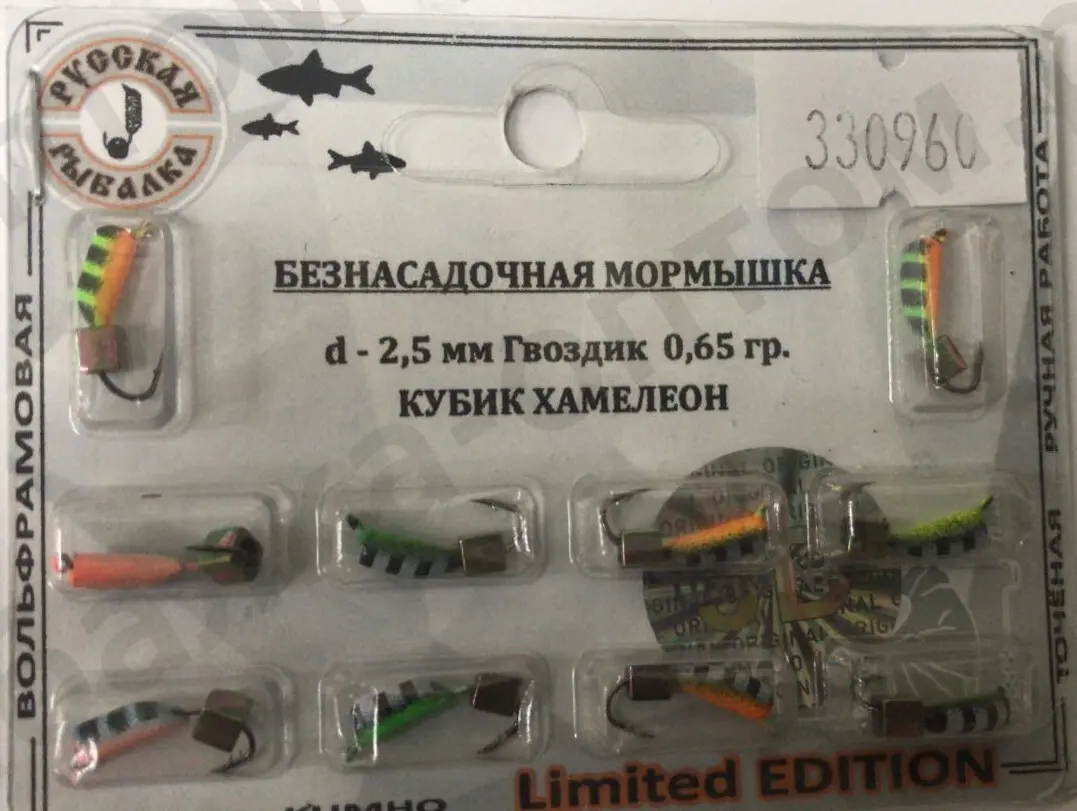 РУССКАЯ
РЫБАЛКА
330960
БЕЗНАСАДОЧНАЯ МОРМЫШКА
d - 2,5 мм Гвоздик 0,65 гр.
КУБИК ХАМЕЛЕОН
ВОЛЬФРАМОВАЯ
ТОЧЕНАЯ РУЧНАЯ РАБОТА
ORIGINAL
Limited EDITION